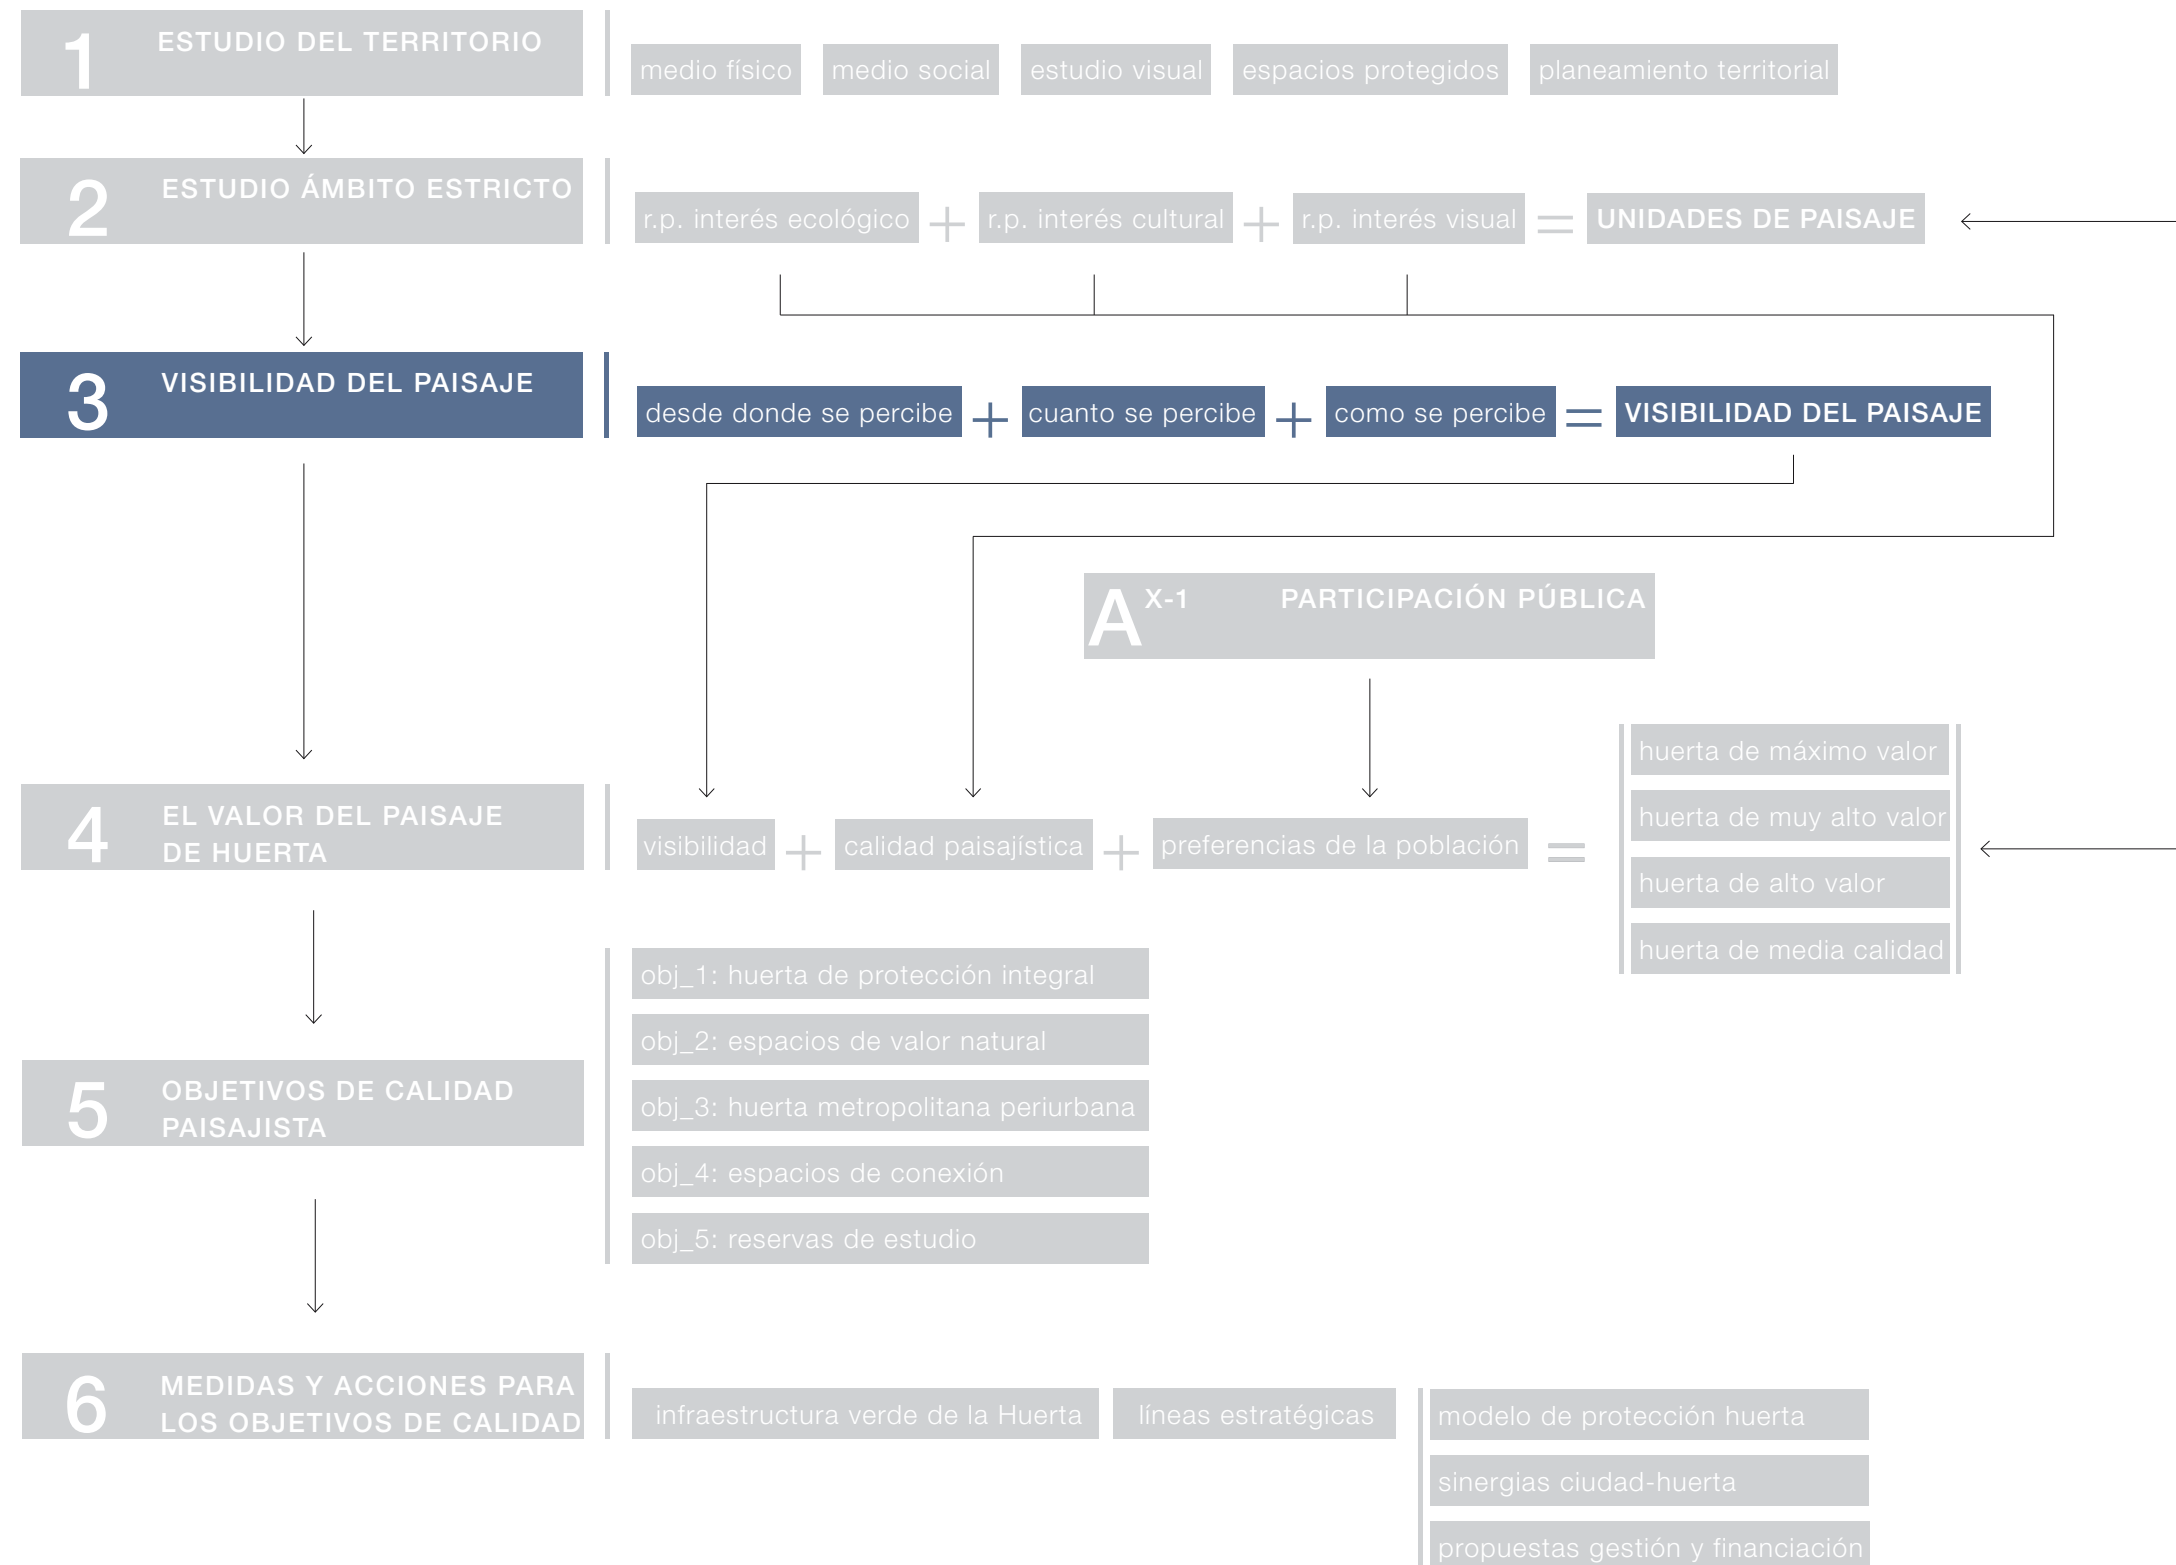 1 ESTUDIO DEL TERRITORIO
medio físico medio social estudio visual espacios protegidos planeamiento territorial
2 ESTUDIO ÁMBITO ESTRICTO
r.p. interés ecológico + r.p. interés cultural + r.p. interés visual = UNIDADES DE PAISAJE
3 VISIBILIDAD DEL PAISAJE
desde donde se percibe + cuanto se percibe + como se percibe = VISIBILIDAD DEL PAISAJE
A X-1 PARTICIPACIÓN PÚBLICA
4 EL VALOR DEL PAISAJE
DE HUERTA
visibilidad + calidad paisajística + preferencias de la población =
huerta de máximo valor
huerta de muy alto valor
huerta de alto valor
huerta de media calidad
5 OBJETIVOS DE CALIDAD
PAISAJISTA
obj_1: huerta de protección integral
obj_2: espacios de valor natural
obj_3: huerta metropolitana periurbana
obj_4: espacios de conexión
obj_5: reservas de estudio
6 MEDIDAS Y ACCIONES PARA
LOS OBJETIVOS DE CALIDAD
infraestructura verde de la Huerta líneas estratégicas
modelo de protección huerta
sinergias ciudad-huerta
propuestas gestión y financiación